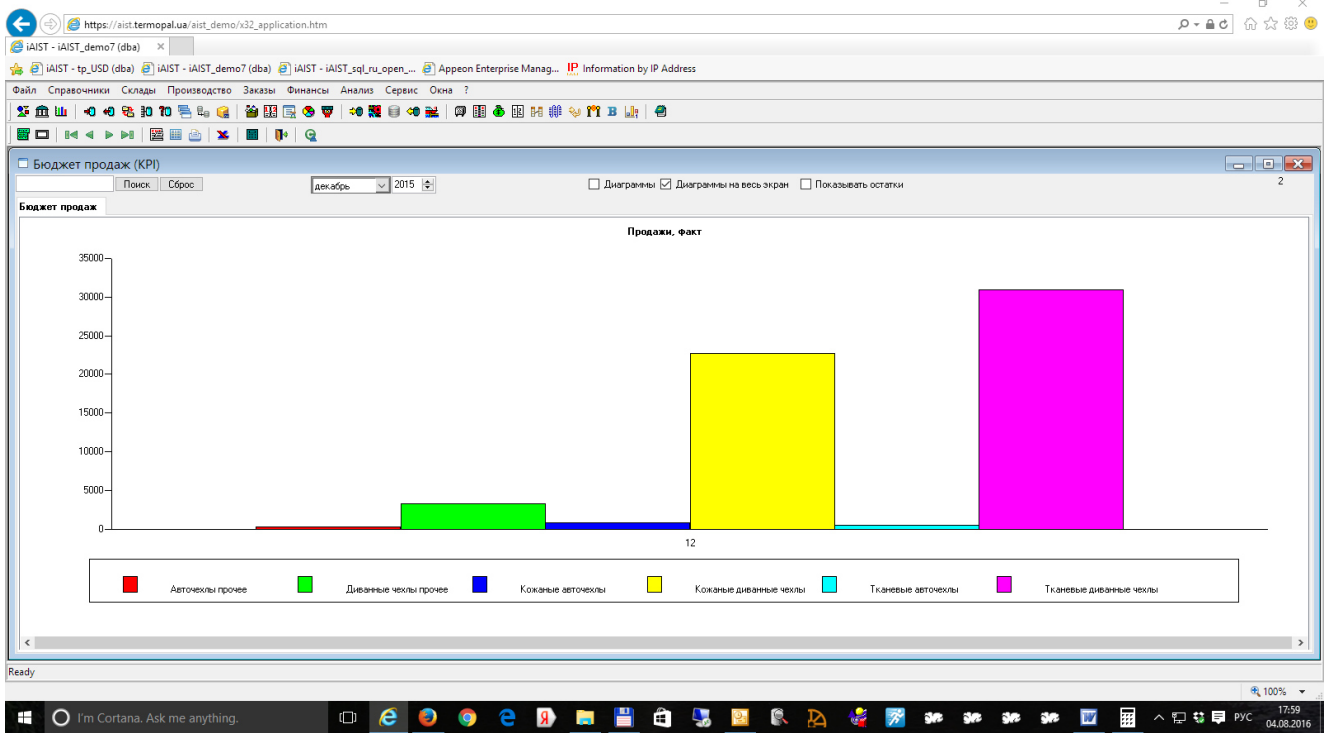 https://aist.termopal.ua/aist_demo/x32_application.htm
iAIST - iAIST_demo7 (dba)
iAIST - tp_USD (dba) iAIST - iAIST_demo7 (dba) iAIST - iAIST_sql_ru_open_... Appeon Enterprise Manag... IP Information by IP Address
Файл Справочники Склады Производство Заказы Финансы Анализ Сервис Окна ?
Бюджет продаж (KPI)
Поиск Сброс декабрь 2015 Диаграммы Диаграммы на весь экран Показывать остатки 2
Бюджет продаж
Продажи, факт
35000
30000
25000
20000
15000
10000
5000
0
12
Авточехлы прочее Диванные чехлы прочее Кожаные авточехлы Кожаные диванные чехлы Тканевые авточехлы Тканевые диванные чехлы
Ready
100%
I'm Cortana. Ask me anything. РУС 17:59
04.08.2016